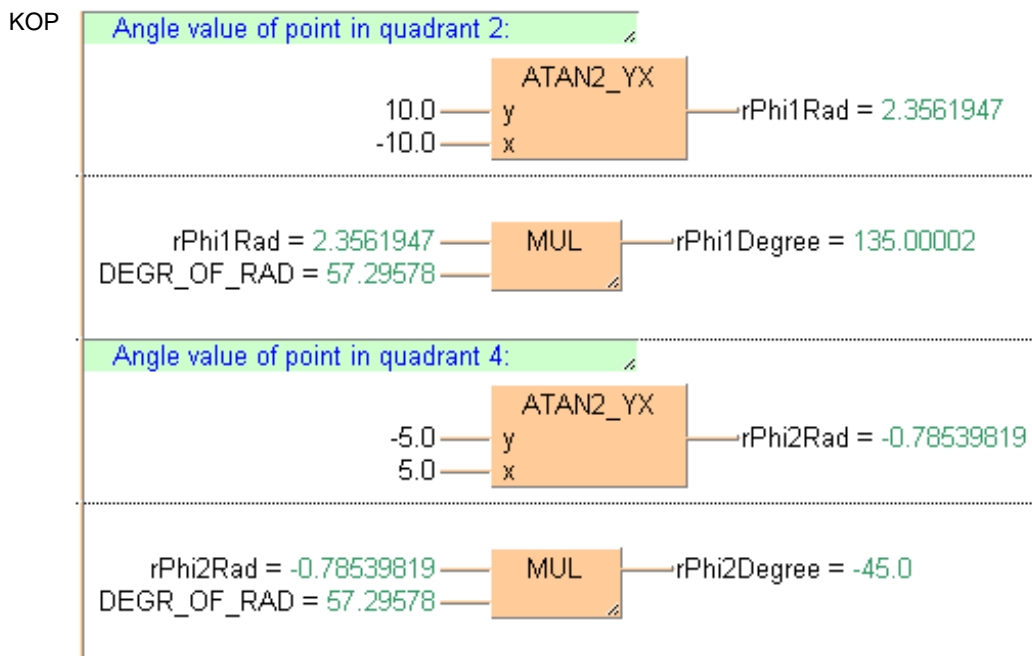 KOP
Angle value of point in quadrant 2:
ATAN2_YX
10.0 y rPhi1Rad = 2.3561947
-10.0 x
rPhi1Rad = 2.3561947 MUL rPhi1Degree = 135.00002
DEGR_OF_RAD = 57.29578
Angle value of point in quadrant 4:
ATAN2_YX
-5.0 y rPhi2Rad = -0.78539819
5.0 x
rPhi2Rad = -0.78539819 MUL rPhi2Degree = -45.0
DEGR_OF_RAD = 57.29578